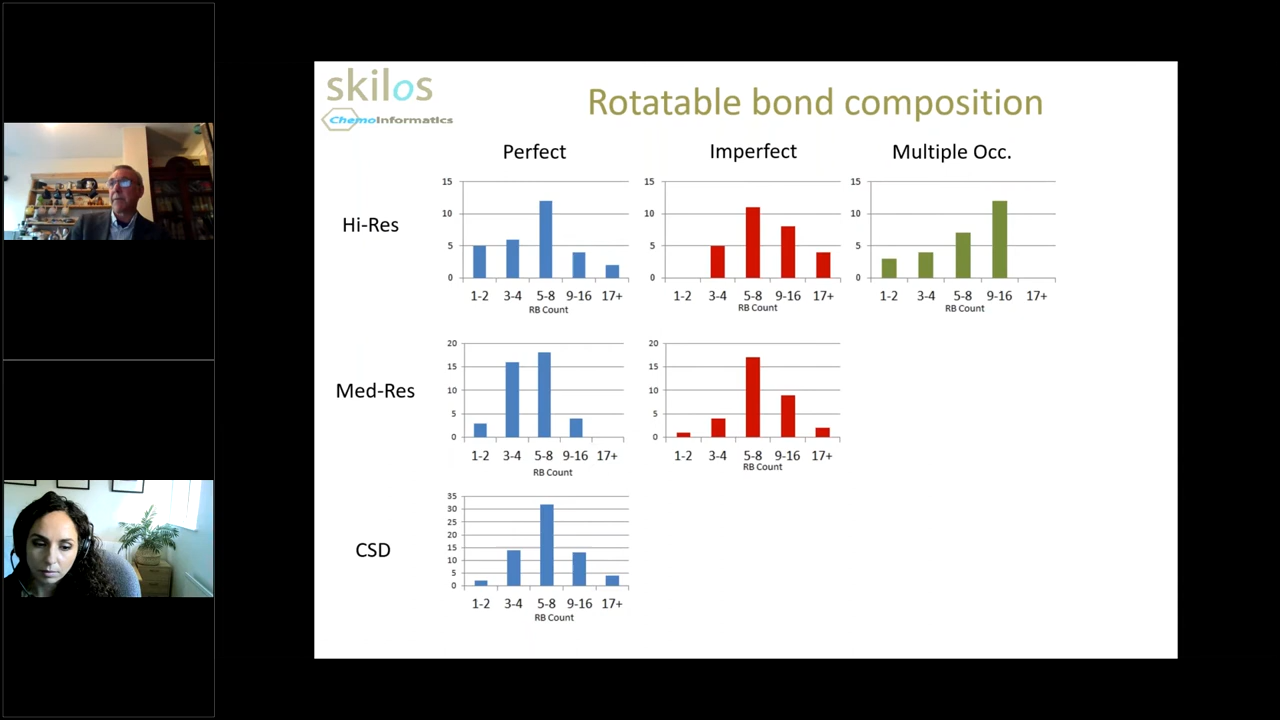 skilos
ChemoInformatics
Rotatable bond composition
Perfect
Imperfect
Multiple Occ.
Hi-Res
15
10
5
0
1-2 3-4 5-8 9-16 17+
RB Count
15
10
5
0
1-2 3-4 5-8 9-16 17+
RB Count
15
10
5
0
1-2 3-4 5-8 9-16 17+
RB Count
Med-Res
20
15
10
5
0
1-2 3-4 5-8 9-16 17+
RB Count
20
15
10
5
0
1-2 3-4 5-8 9-16 17+
RB Count
CSD
35
30
25
20
15
10
5
0
1-2 3-4 5-8 9-16 17+
RB Count